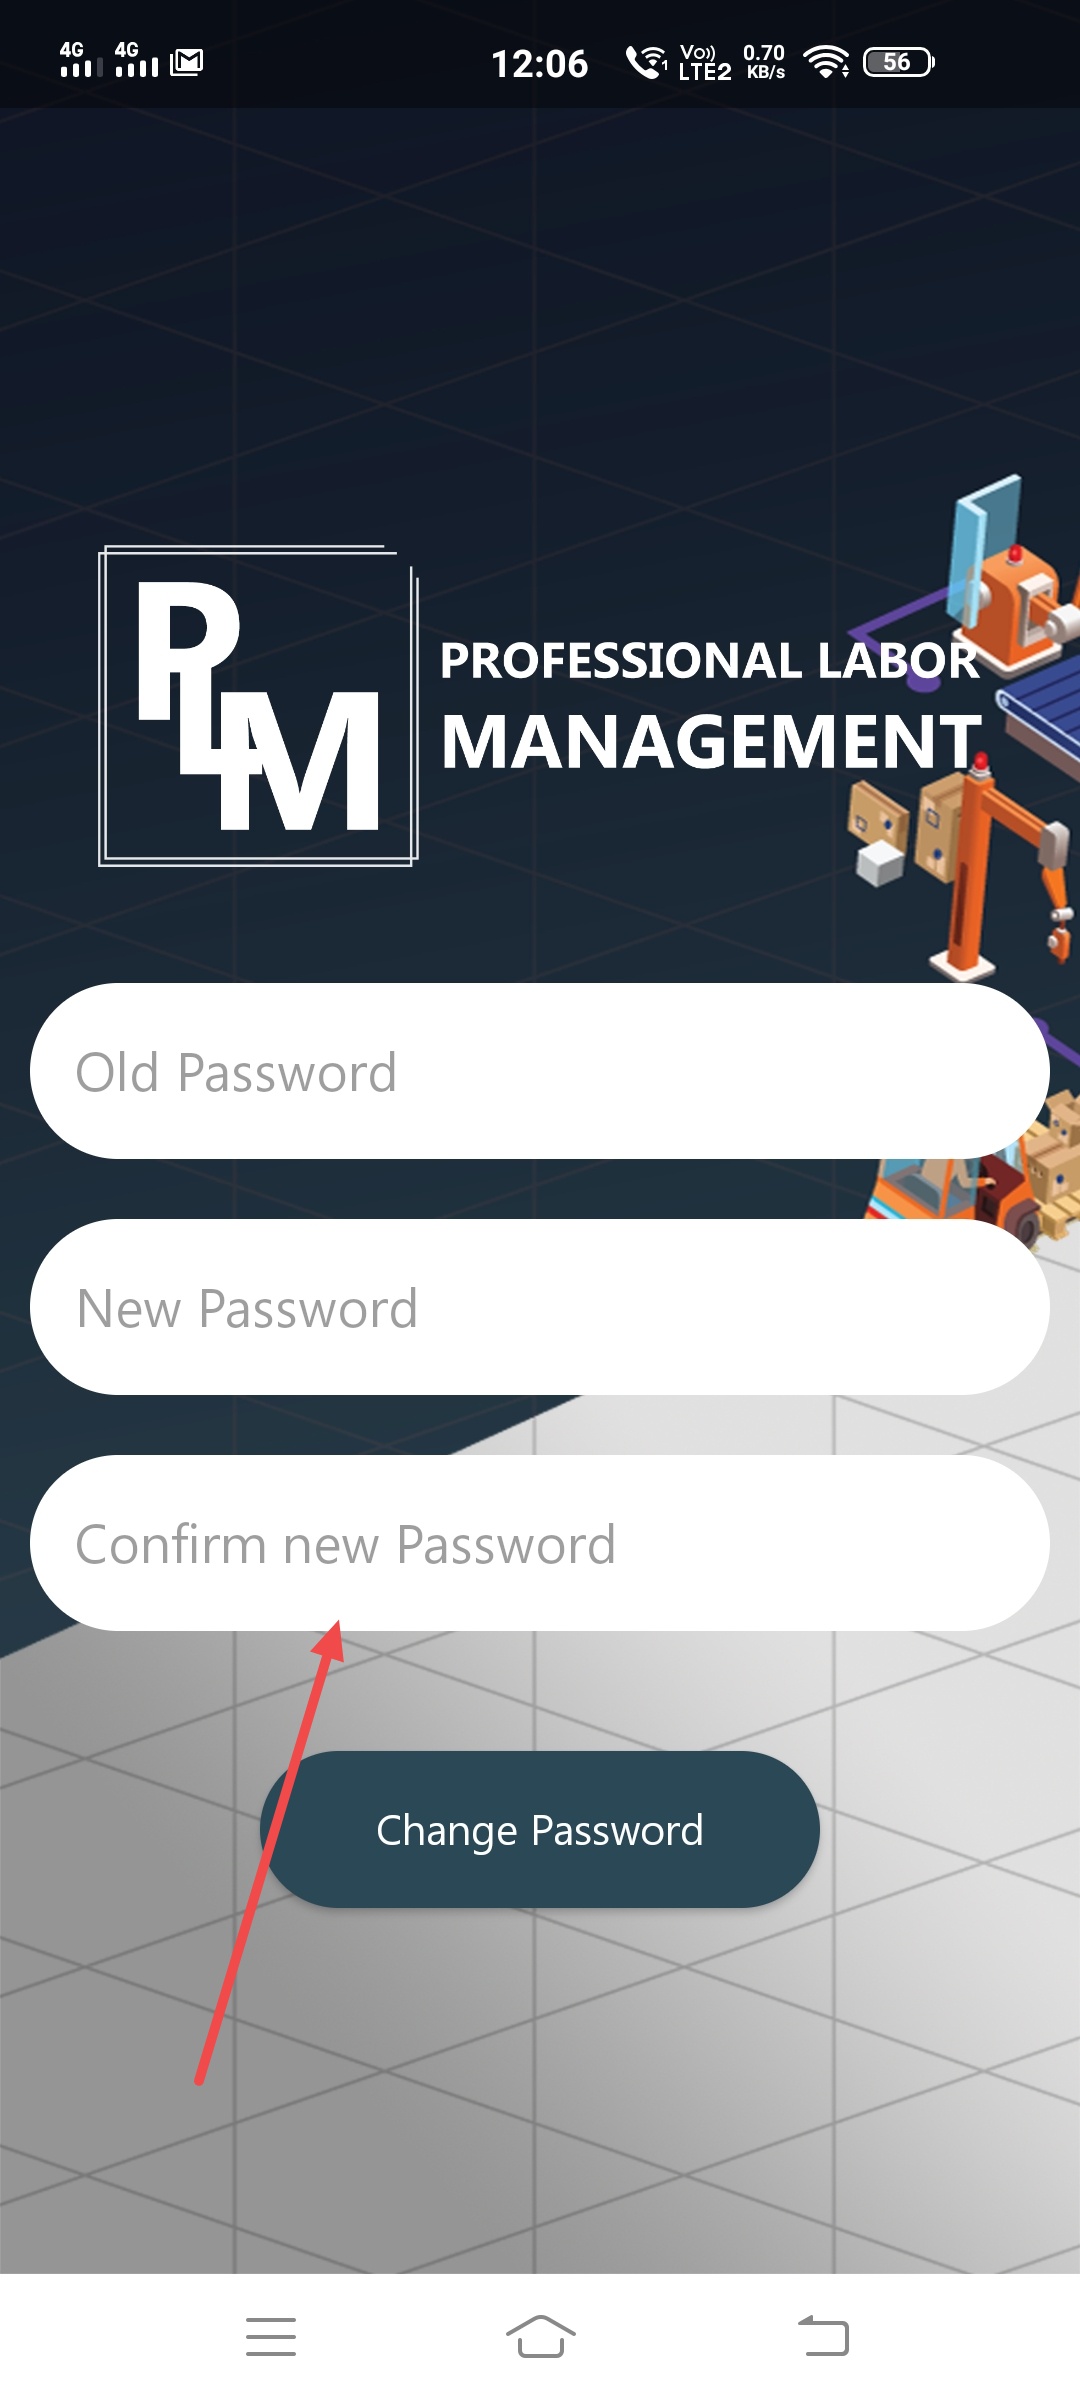 4G 4G 12:06 1 Vo)) LTE2 0.70 KB/s 56
PLM
PROFESSIONAL LABOR
MANAGEMENT
Old Password
New Password
Confirm new Password
Change Password